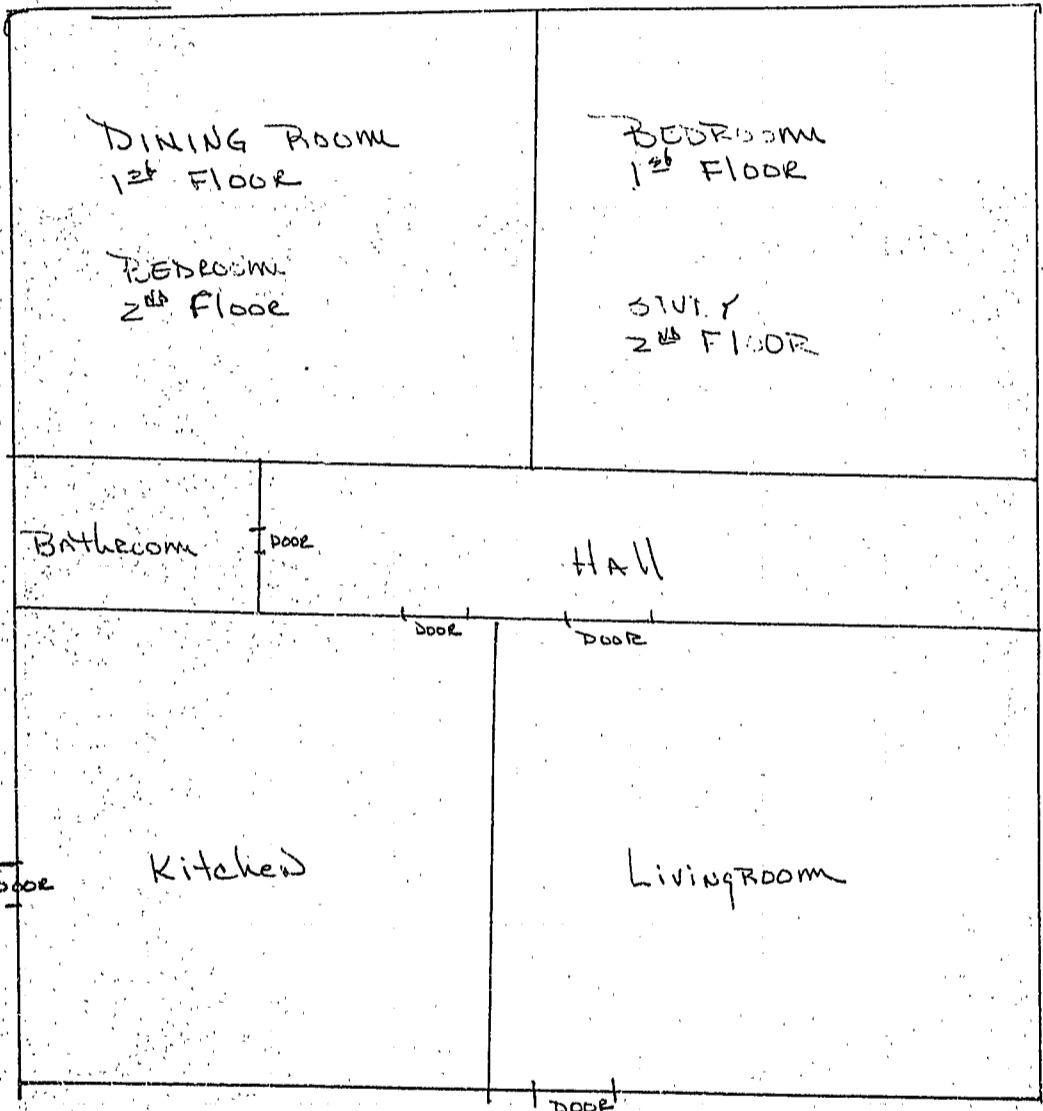 DINING ROOM
1st FLOOR
BEDROOM
2ND FLOOR
BEDROOM
1st FLOOR
STUDY
2ND FLOOR
BAthroom
DOOR
HAll
DOOR
DOOR
KitcheN
DOOR
LiviNgROOm
DOOR